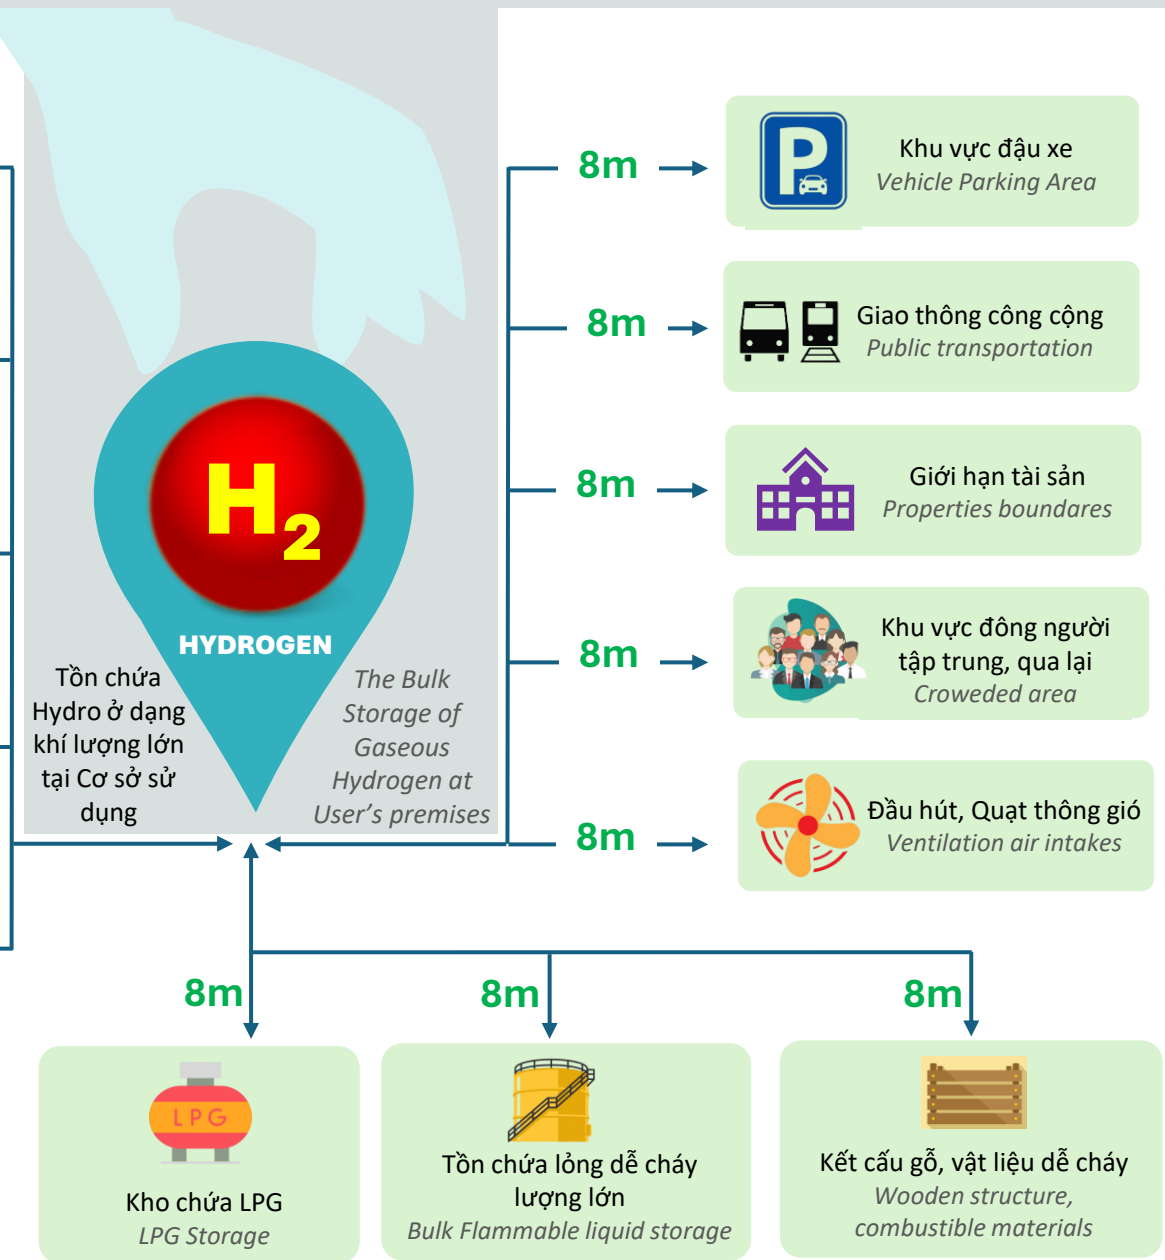 8m
P
Khu vực đậu xe
Vehicle Parking Area
8m
Giao thông công cộng
Public transportation
8m
Giới hạn tài sản
Properties boundares
8m
Khu vực đông người
tập trung, qua lại
Croweded area
8m
Đầu hút, Quạt thông gió
Ventilation air intakes
H2
HYDROGEN
Tồn chứa
Hydro ở dạng
khí lượng lớn
tại Cơ sở sử
dụng
The Bulk
Storage of
Gaseous
Hydrogen at
User’s premises
8m
LPG
Kho chứa LPG
LPG Storage
8m
Tồn chứa lỏng dễ cháy
lượng lớn
Bulk Flammable liquid storage
8m
Kết cấu gỗ, vật liệu dễ cháy
Wooden structure,
combustible materials